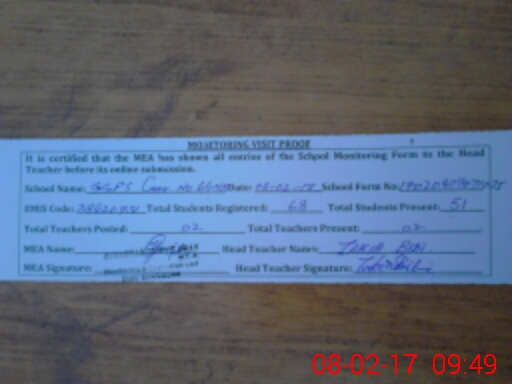 MONITORING VISIT PROOF
It is certified that the MEA has shown all entries of the School Monitoring Form to the Head
Teacher before its online submission.
School Name: GGPS Date: 08-02-17 School Form No:
EMIS Code: Total Students Registered: 68 Total Students Present: 51
Total Teachers Posted: 02 Total Teachers Present: 02
MEA Name: Head Teacher Name: Bibi
MEA Signature: Head Teacher Signature:
08-02-17 09:49